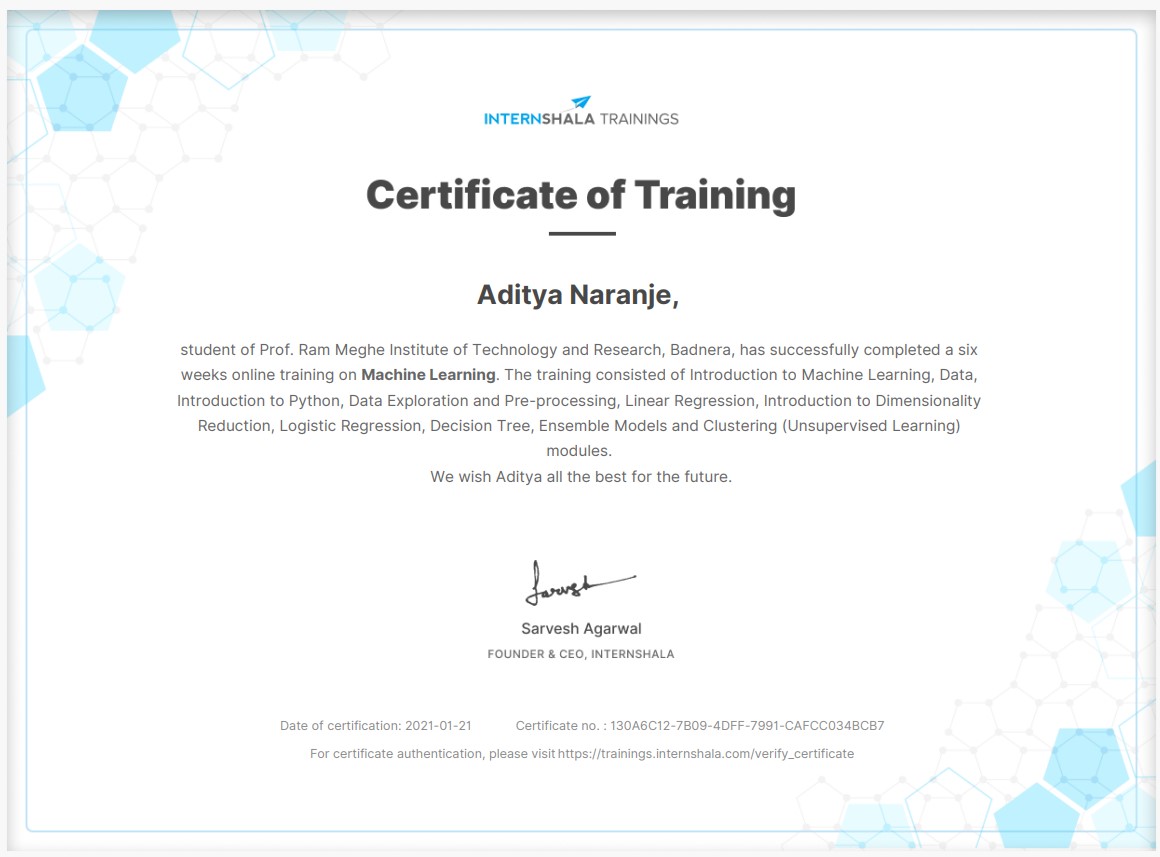 INTERNSHALA TRAININGS
Certificate of Training
Aditya Naranje,
student of Prof. Ram Meghe Institute of Technology and Research, Badnera, has successfully completed a six
weeks online training on Machine Learning. The training consisted of Introduction to Machine Learning, Data,
Introduction to Python, Data Exploration and Pre-processing, Linear Regression, Introduction to Dimensionality
Reduction, Logistic Regression, Decision Tree, Ensemble Models and Clustering (Unsupervised Learning)
modules.
We wish Aditya all the best for the future.
Sarvesh
Sarvesh Agarwal
FOUNDER & CEO, INTERNSHALA
Date of certification: 2021-01-21 Certificate no. : 130A6C12-7B09-4DFF-7991-CAFCC034BCB7
For certificate authentication, please visit https://trainings.internshala.com/verify_certificate